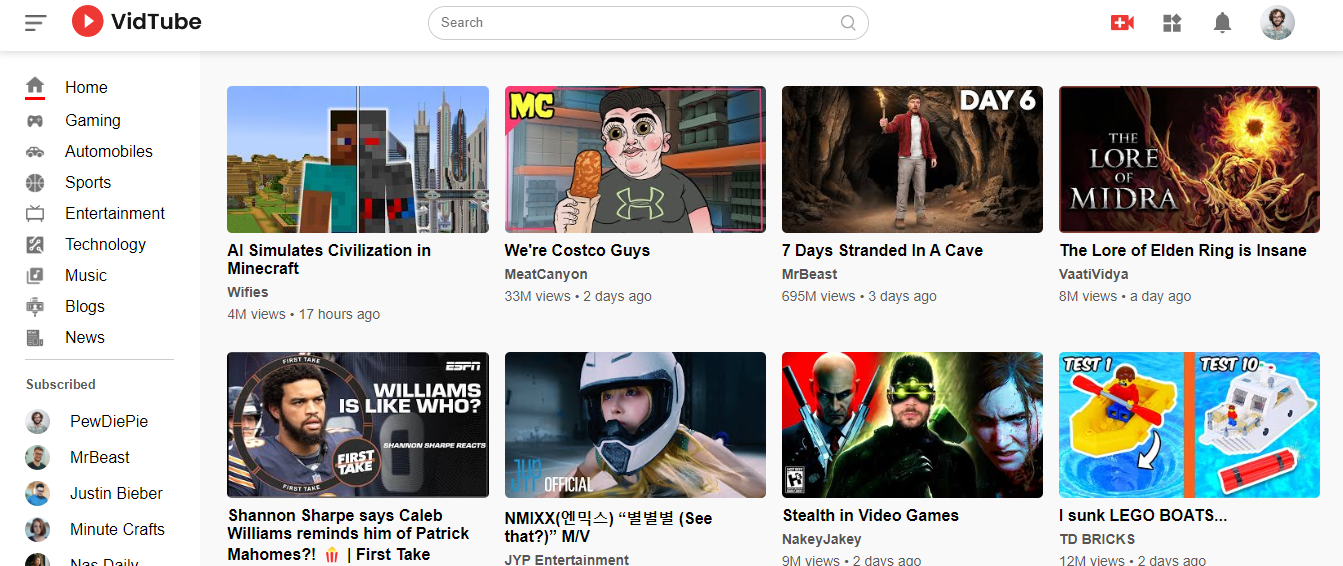 VidTube
Search
Home
Gaming
Automobiles
Sports
Entertainment
Technology
Music
Blogs
News
Subscribed
PewDiePie
MrBeast
Justin Bieber
Minute Crafts
Nas Daily
AI Simulates Civilization in
Minecraft
Wifies
4M views • 17 hours ago
MC
We're Costco Guys
MeatCanyon
33M views • 2 days ago
DAY 6
7 Days Stranded In A Cave
MrBeast
695M views • 3 days ago
THE
LORE
OF
MIDRA
The Lore of Elden Ring is Insane
VaatiVidya
8M views • a day ago
FIRST TAKE
ESPN
WILLIAMS
IS LIKE WHO?
SHANNON SHARPE REACTS
FIRST
TAKE
FIRST TAKE
Shannon Sharpe says Caleb
Williams reminds him of Patrick
Mahomes?! 🍿 | First Take
JYP OFFICIAL
NMIXX(엔믹스) “별별별 (See
that?)” M/V
JYP Entertainment
Stealth in Video Games
NakeyJakey
9M views • 2 days ago
TEST 1
TEST 10
I sunk LEGO BOATS...
TD BRICKS
12M views • 2 days ago